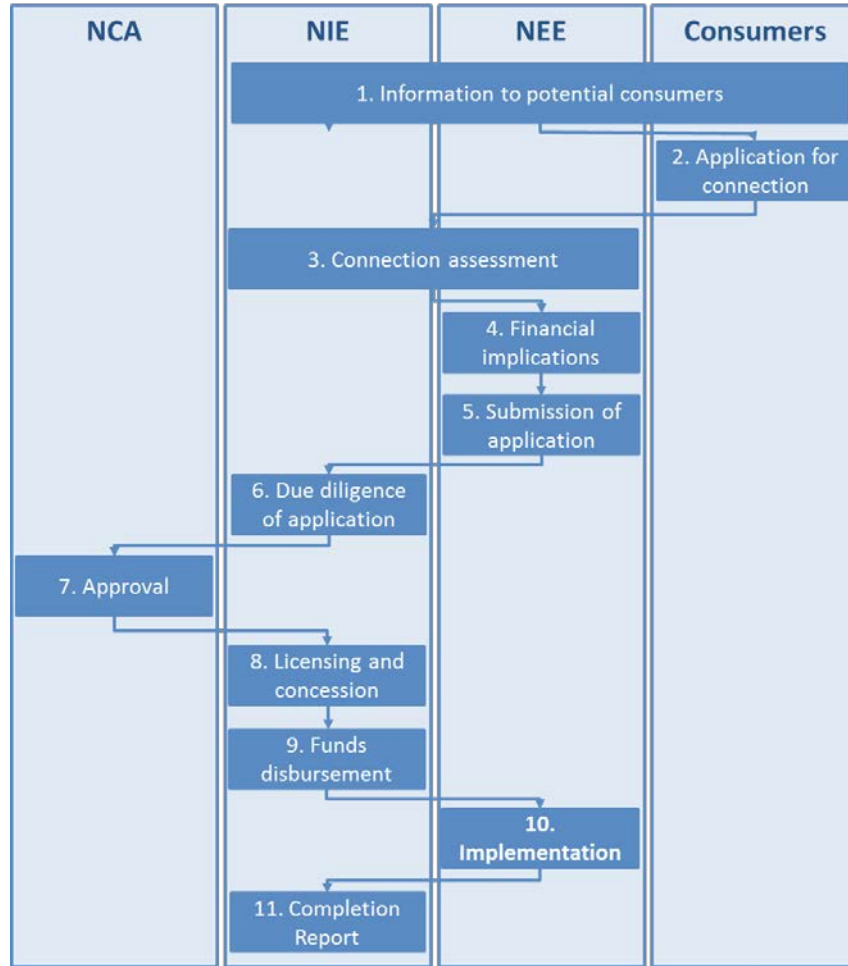 NCA
NIE
NEE
Consumers
1. Information to potential consumers
2. Application for
connection
3. Connection assessment
4. Financial
implications
5. Submission of
application
6. Due diligence
of application
7. Approval
8. Licensing and
concession
9. Funds
disbursement
10.
Implementation
11. Completion
Report